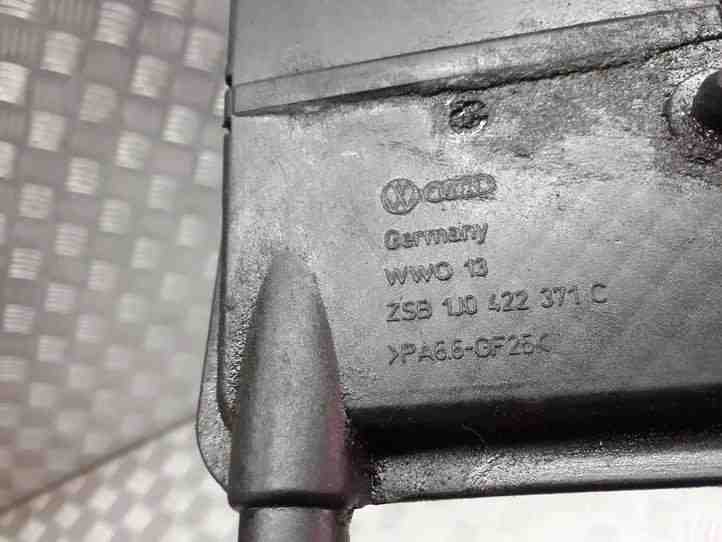 Germany
WWO 13
ZSB 1J0 422 371 C
>PA6.6-GF25<